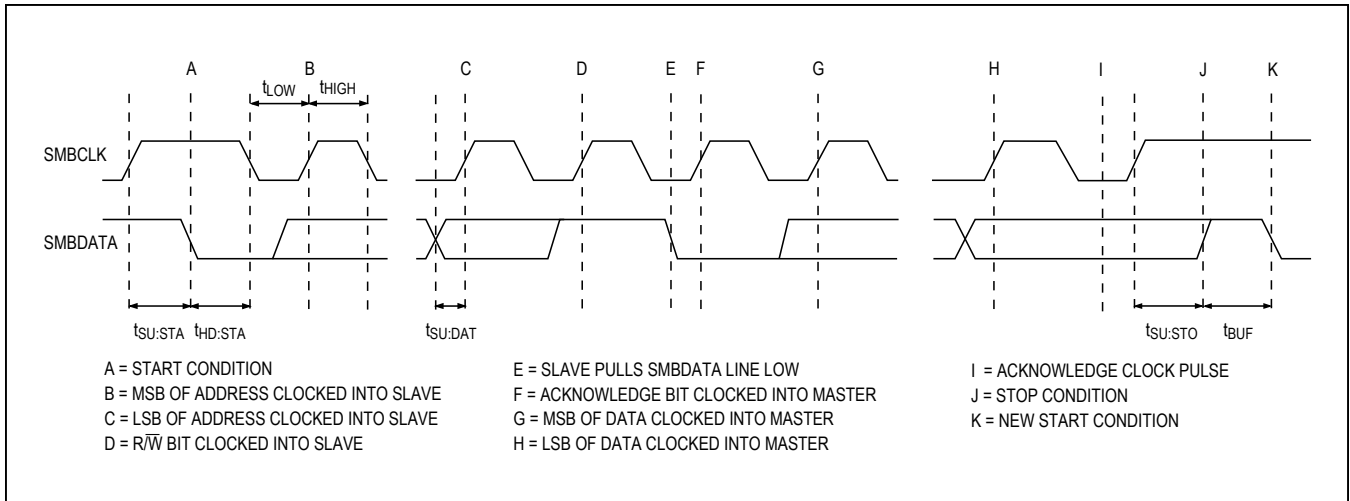 A B C D E F G H I J K
tLOW tHIGH
SMBCLK
SMBDATA
tSU:STA tHD:STA tSU:DAT tSU:STO tBUF
A = START CONDITION
B = MSB OF ADDRESS CLOCKED INTO SLAVE
C = LSB OF ADDRESS CLOCKED INTO SLAVE
D = R/W̅ BIT CLOCKED INTO SLAVE
E = SLAVE PULLS SMBDATA LINE LOW
F = ACKNOWLEDGE BIT CLOCKED INTO MASTER
G = MSB OF DATA CLOCKED INTO MASTER
H = LSB OF DATA CLOCKED INTO MASTER
I = ACKNOWLEDGE CLOCK PULSE
J = STOP CONDITION
K = NEW START CONDITION